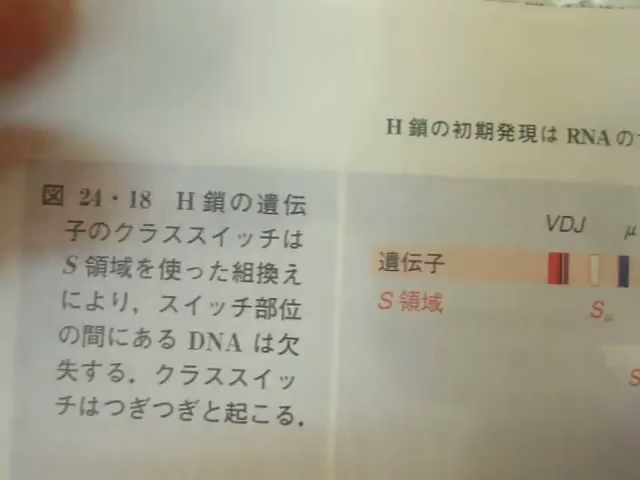 H 鎖の初期発現は RNA の
図 24・18 H 鎖の遺伝
子のクラススイッチは
S 領域を使った組換え
により，スイッチ部位
の間にある DNA は欠
失する．クラススイッ
チはつぎつぎと起こる．
VDJ μ
遺伝子
S 領域 Sμ
S